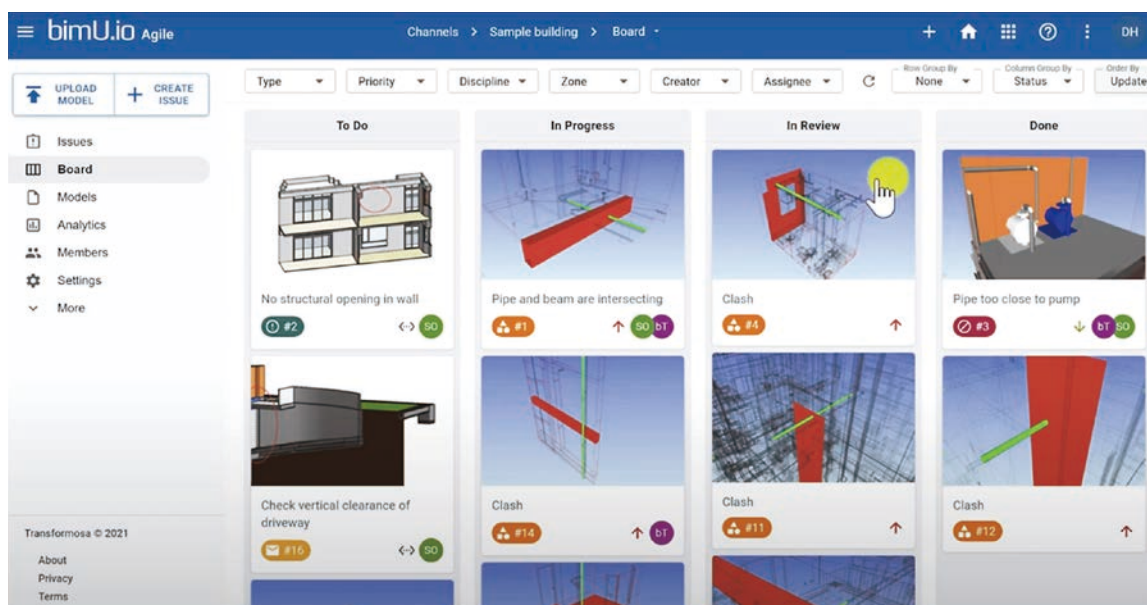 bimU.io Agile
Channels > Sample building > Board
DH
UPLOAD MODEL
CREATE ISSUE
Type
Priority
Discipline
Zone
Creator
Assignee
Row Group By
None
Column Group By
Status
Order By
Update
Issues
Board
Models
Analytics
Members
Settings
More
Transformosa © 2021
About
Privacy
Terms
To Do
No structural opening in wall
#2
SO
Check vertical clearance of
driveway
#16
SO
In Progress
Pipe and beam are intersecting
#1
SO bT
Clash
#14
bT
In Review
Clash
#4
Clash
#11
Done
Pipe too close to pump
#3
bT SO
Clash
#12